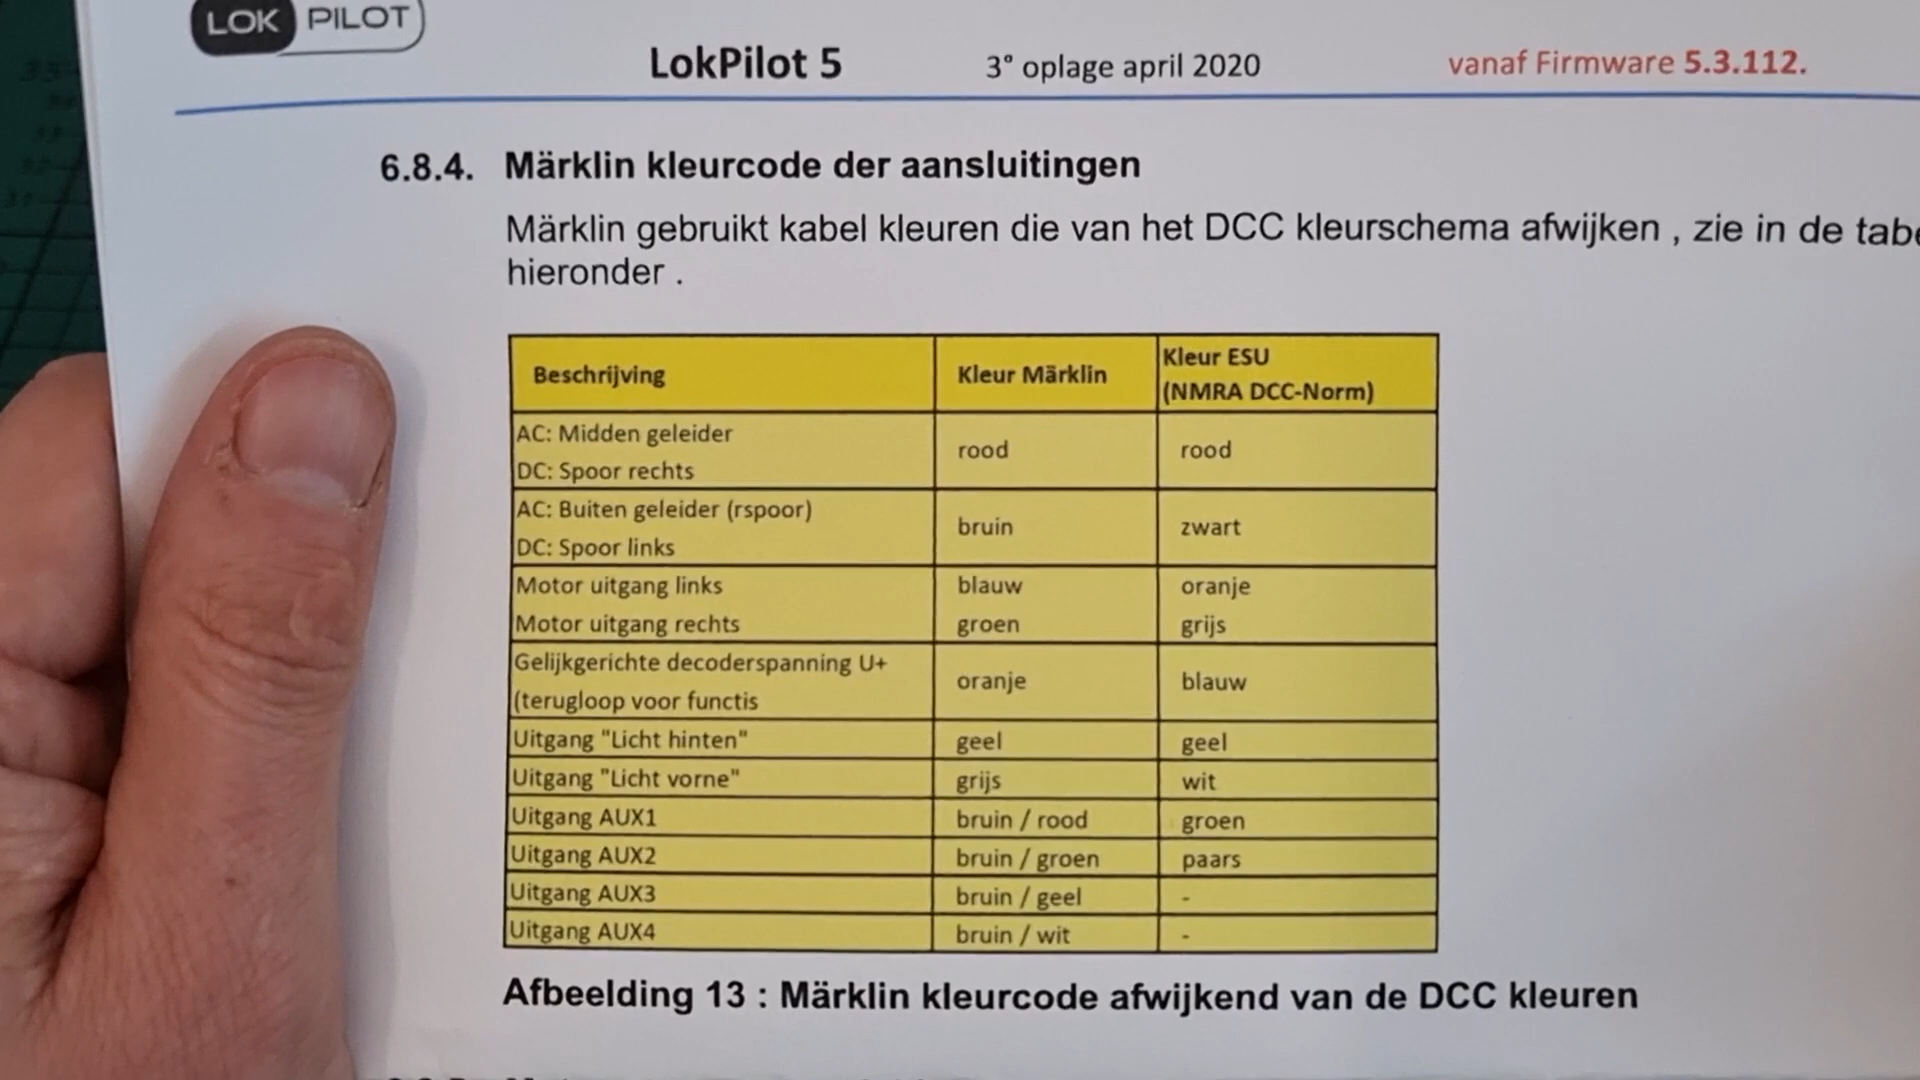 LOK PILOT
LokPilot 5 3° oplage april 2020 vanaf Firmware 5.3.112.
6.8.4. Märklin kleurcode der aansluitingen
Märklin gebruikt kabel kleuren die van het DCC kleurschema afwijken , zie in de tabe
hieronder .
Beschrijving Kleur Märklin Kleur ESU
(NMRA DCC-Norm)
AC: Midden geleider
DC: Spoor rechts rood rood
AC: Buiten geleider (rspoor)
DC: Spoor links bruin zwart
Motor uitgang links blauw oranje
Motor uitgang rechts groen grijs
Gelijkgerichte decoderspanning U+
(terugloop voor functis oranje blauw
Uitgang "Licht hinten" geel geel
Uitgang "Licht vorne" grijs wit
Uitgang AUX1 bruin / rood groen
Uitgang AUX2 bruin / groen paars
Uitgang AUX3 bruin / geel -
Uitgang AUX4 bruin / wit -
Afbeelding 13 : Märklin kleurcode afwijkend van de DCC kleuren